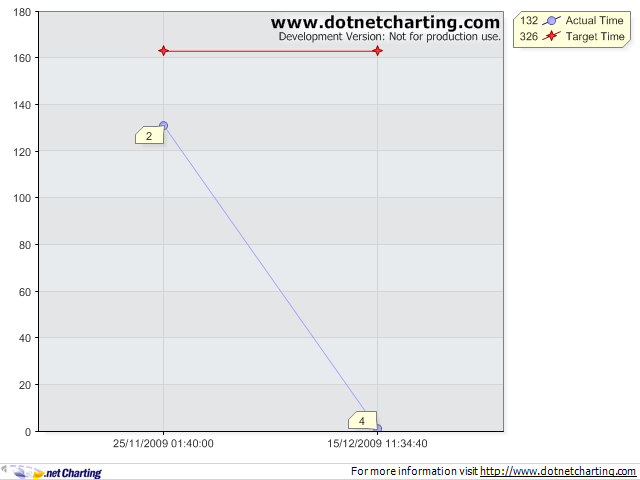 www.dotnetcharting.com
Development Version: Not for production use.
132 Actual Time
326 Target Time
180
160
140
120
100
80
60
40
20
0
2
4
25/11/2009 01:40:00
15/12/2009 11:34:40
.net Charting
For more information visit http://www.dotnetcharting.com